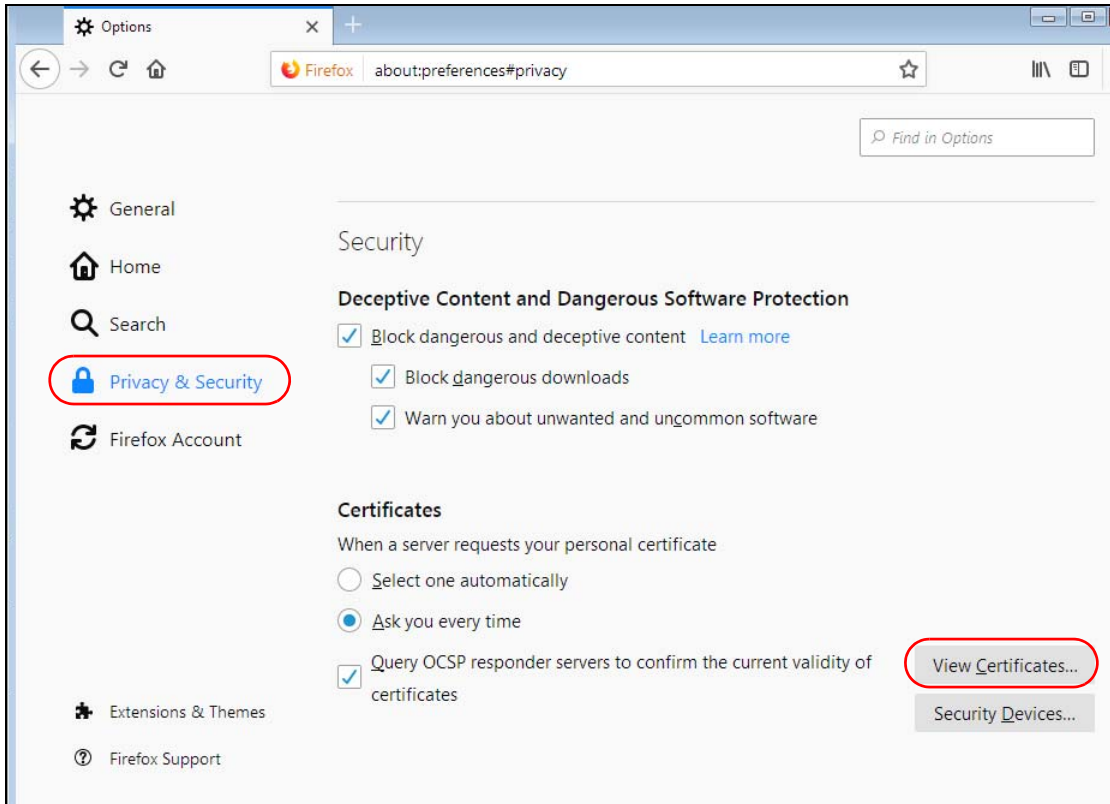 Options
Firefox about:preferences#privacy
Find in Options
General
Home
Search
Privacy & Security
Firefox Account
Extensions & Themes
Firefox Support
Security
Deceptive Content and Dangerous Software Protection
Block dangerous and deceptive content Learn more
Block dangerous downloads
Warn you about unwanted and uncommon software
Certificates
When a server requests your personal certificate
Select one automatically
Ask you every time
Query OCSP responder servers to confirm the current validity of
certificates
View Certificates...
Security Devices...